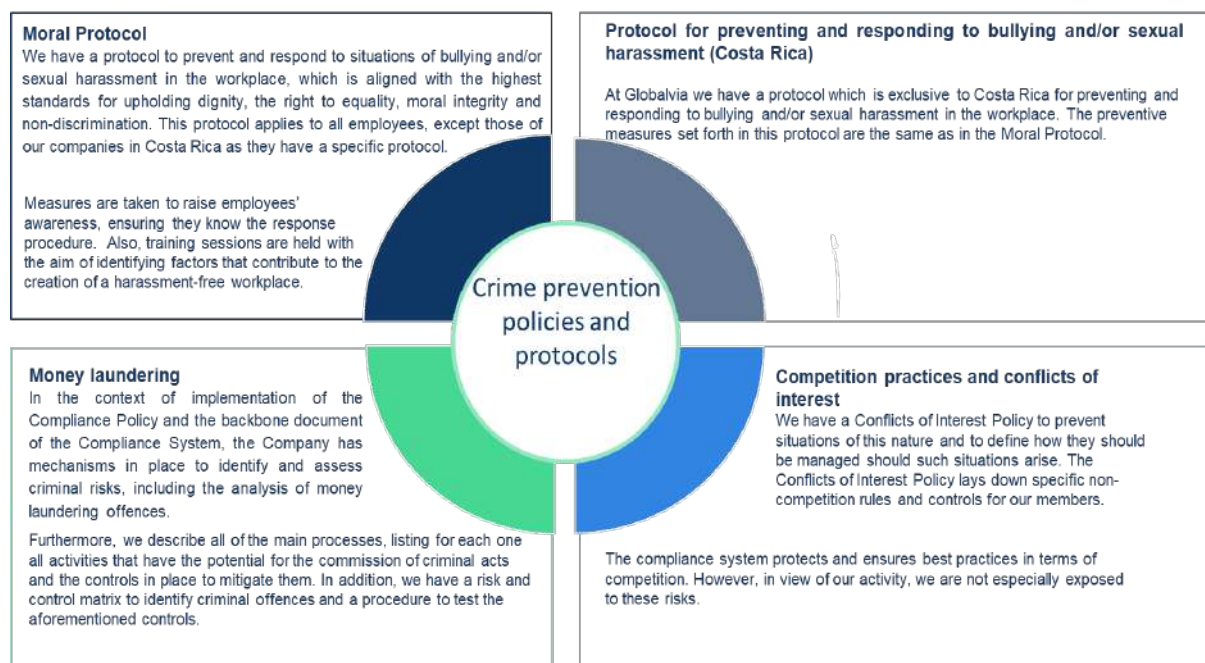 Moral Protocol
We have a protocol to prevent and respond to situations of bullying and/or
sexual harassment in the workplace, which is aligned with the highest
standards for upholding dignity, the right to equality, moral integrity and
non-discrimination. This protocol applies to all employees, except those of
our companies in Costa Rica as they have a specific protocol.
Measures are taken to raise employees'
awareness, ensuring they know the response
procedure. Also, training sessions are held with
the aim of identifying factors that contribute to the
creation of a harassment-free workplace.
Protocol for preventing and responding to bullying and/or sexual
harassment (Costa Rica)
At Globalvia we have a protocol which is exclusive to Costa Rica for preventing and
responding to bullying and/or sexual harassment in the workplace. The preventive
measures set forth in this protocol are the same as in the Moral Protocol.
Crime prevention
policies and
protocols
Money laundering
In the context of implementation of the
Compliance Policy and the backbone document
of the Compliance System, the Company has
mechanisms in place to identify and assess
criminal risks, including the analysis of money
laundering offences.
Furthermore, we describe all of the main processes, listing for each one
all activities that have the potential for the commission of criminal acts
and the controls in place to mitigate them. In addition, we have a risk and
control matrix to identify criminal offences and a procedure to test the
aforementioned controls.
Competition practices and conflicts of
interest
We have a Conflicts of Interest Policy to prevent
situations of this nature and to define how they should
be managed should such situations arise. The
Conflicts of Interest Policy lays down specific non-
competition rules and controls for our members.
The compliance system protects and ensures best practices in terms of
competition. However, in view of our activity, we are not especially exposed
to these risks.